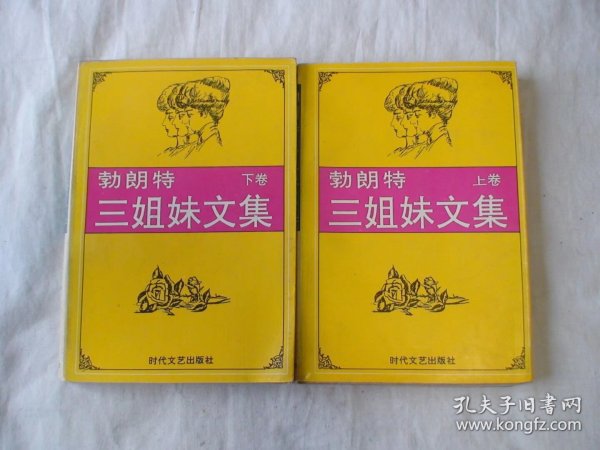 勃朗特 下卷
三姐妹文集
时代文艺出版社
勃朗特 上卷
三姐妹文集
时代文艺出版社
孔夫子旧書网
www.kongfz.com